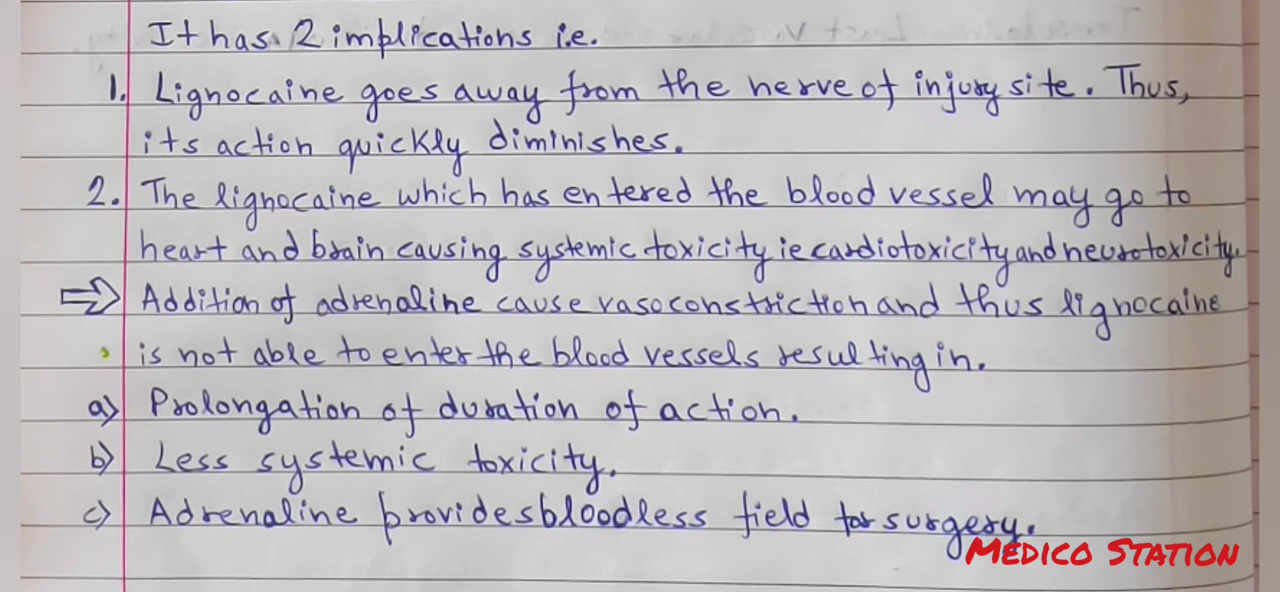 It has 2 implications i.e.
1. Lignocaine goes away from the nerve of injury site. Thus,
its action quickly diminishes.
2. The lignocaine which has entered the blood vessel may go to
heart and brain causing systemic toxicity ie cardiotoxicity and neurotoxicity.
⇒ Addition of adrenaline cause vasoconstriction and thus lignocaine
is not able to enter the blood vessels resulting in.
a) Prolongation of duration of action.
b) Less systemic toxicity.
c) Adrenaline provides bloodless field for surgery.
MEDICO STATION